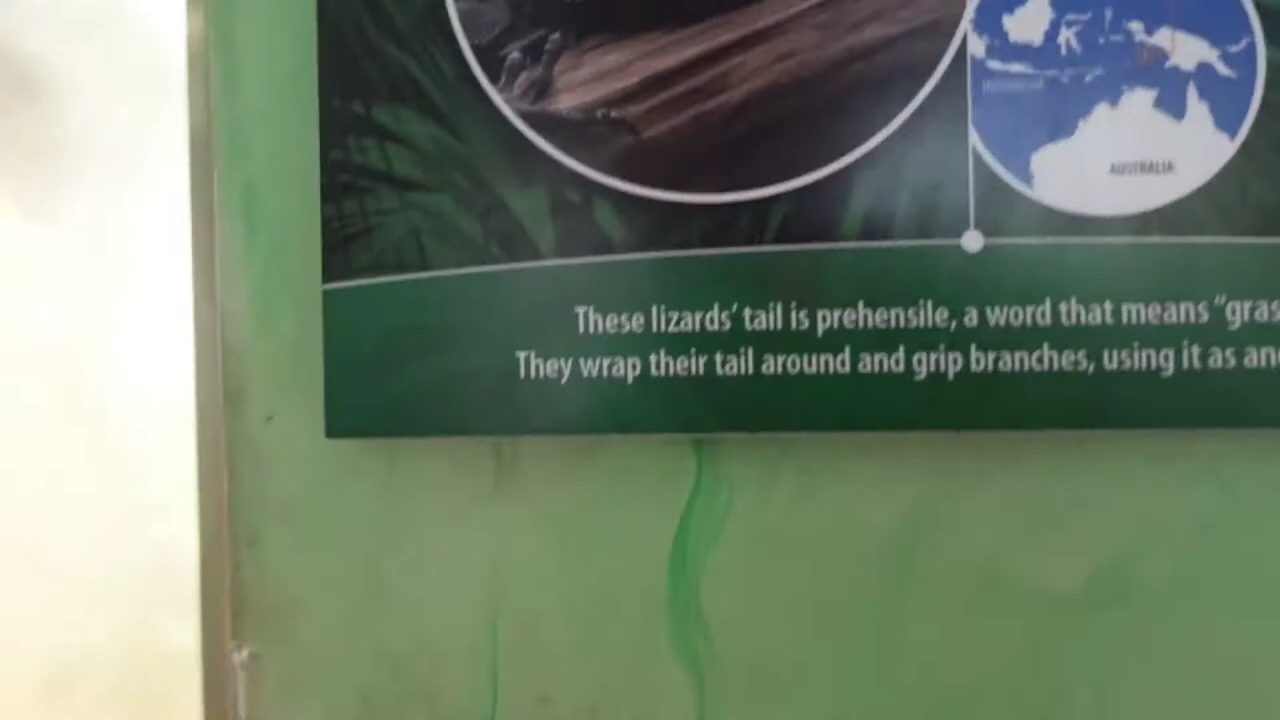 AUSTRALIA
These lizards' tail is prehensile, a word that means "gras
They wrap their tail around and grip branches, using it as an